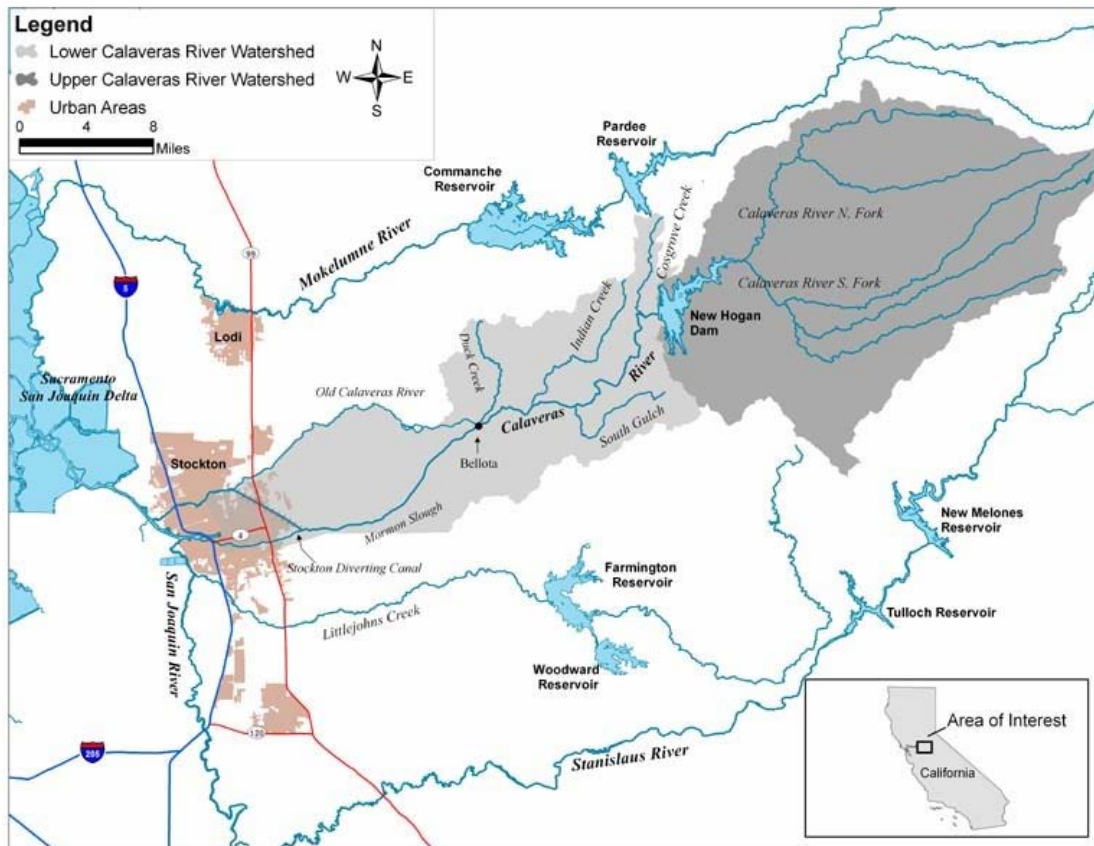 Legend
Lower Calaveras River Watershed
Upper Calaveras River Watershed
Urban Areas
0 4 8
Miles
N
W E
S
Pardee
Reservoir
Commanche
Reservoir
Mokelumne River
Cosgrove Creek
Calaveras River N. Fork
Calaveras River S. Fork
99
5
Lodi
New Hogan
Dam
Indian Creek
Duck Creek
River
Calaveras
South Gulch
Sacramento
San Joaquin Delta
Old Calaveras River
Bellota
Stockton
4
Mormon Slough
Stockton Diverting Canal
New Melones
Reservoir
Farmington
Reservoir
San Joaquin River
Littlejohns Creek
Tulloch Reservoir
Woodward
Reservoir
120
205
Stanislaus River
Area of Interest
California